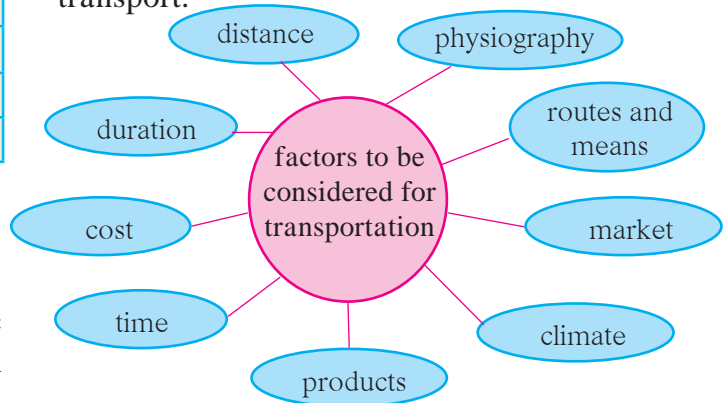 transport.
distance
physiography
duration
routes and
means
factors to be
considered for
transportation
cost
market
time
climate
products